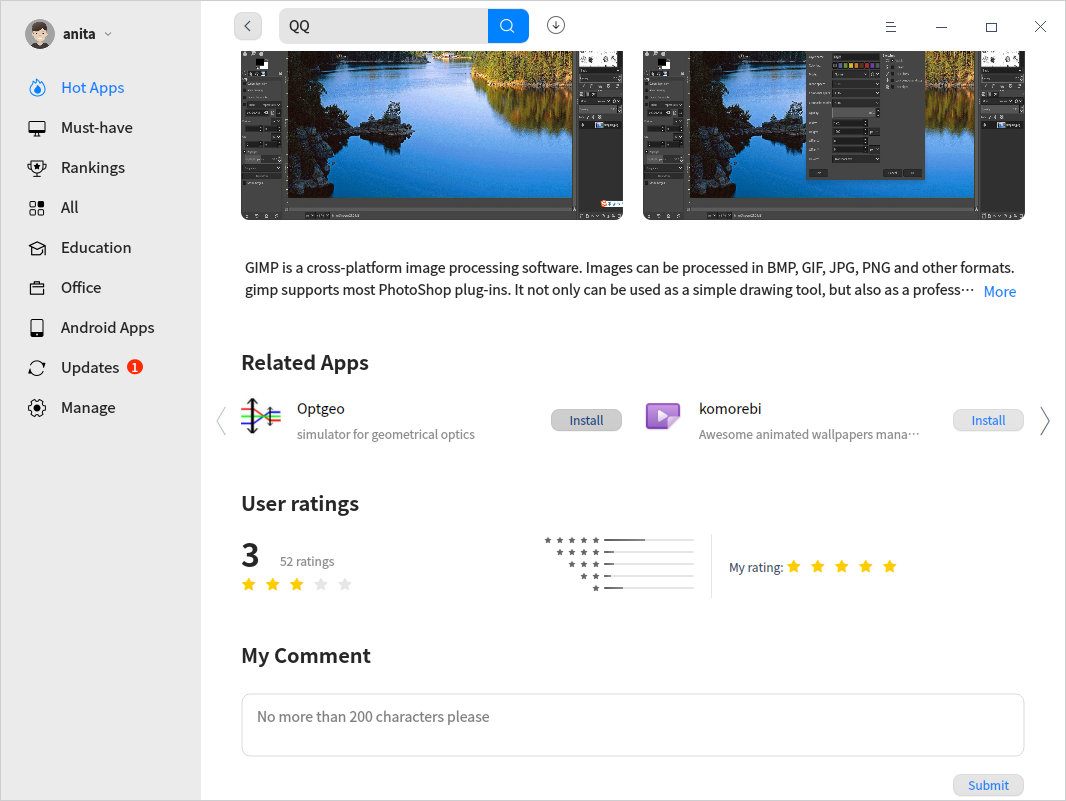 anita
QQ
Hot Apps
Must-have
Rankings
All
Education
Office
Android Apps
Updates 1
Manage
GIMP is a cross-platform image processing software. Images can be processed in BMP, GIF, JPG, PNG and other formats.
gimp supports most PhotoShop plug-ins. It not only can be used as a simple drawing tool, but also as a profess··· More
Related Apps
Optgeo
simulator for geometrical optics
Install
komorebi
Awesome animated wallpapers mana···
Install
User ratings
3 52 ratings
My rating:
My Comment
No more than 200 characters please
Submit